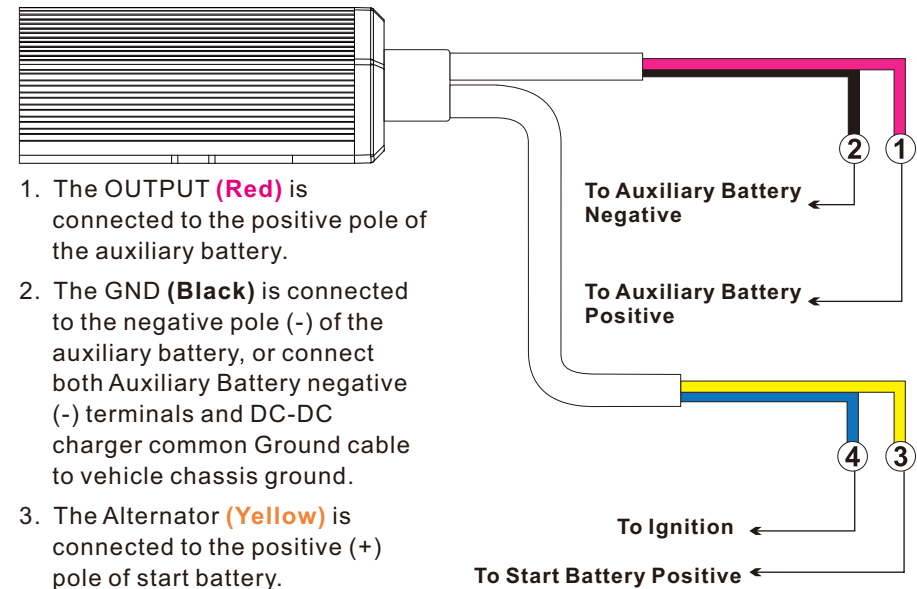 1. The OUTPUT (Red) is
connected to the positive pole of
the auxiliary battery.
2. The GND (Black) is connected
to the negative pole (-) of the
auxiliary battery, or connect
both Auxiliary Battery negative
(-) terminals and DC-DC
charger common Ground cable
to vehicle chassis ground.
3. The Alternator (Yellow) is
connected to the positive (+)
pole of start battery.
2 1
To Auxiliary Battery
Negative
To Auxiliary Battery
Positive
4 3
To Ignition
To Start Battery Positive